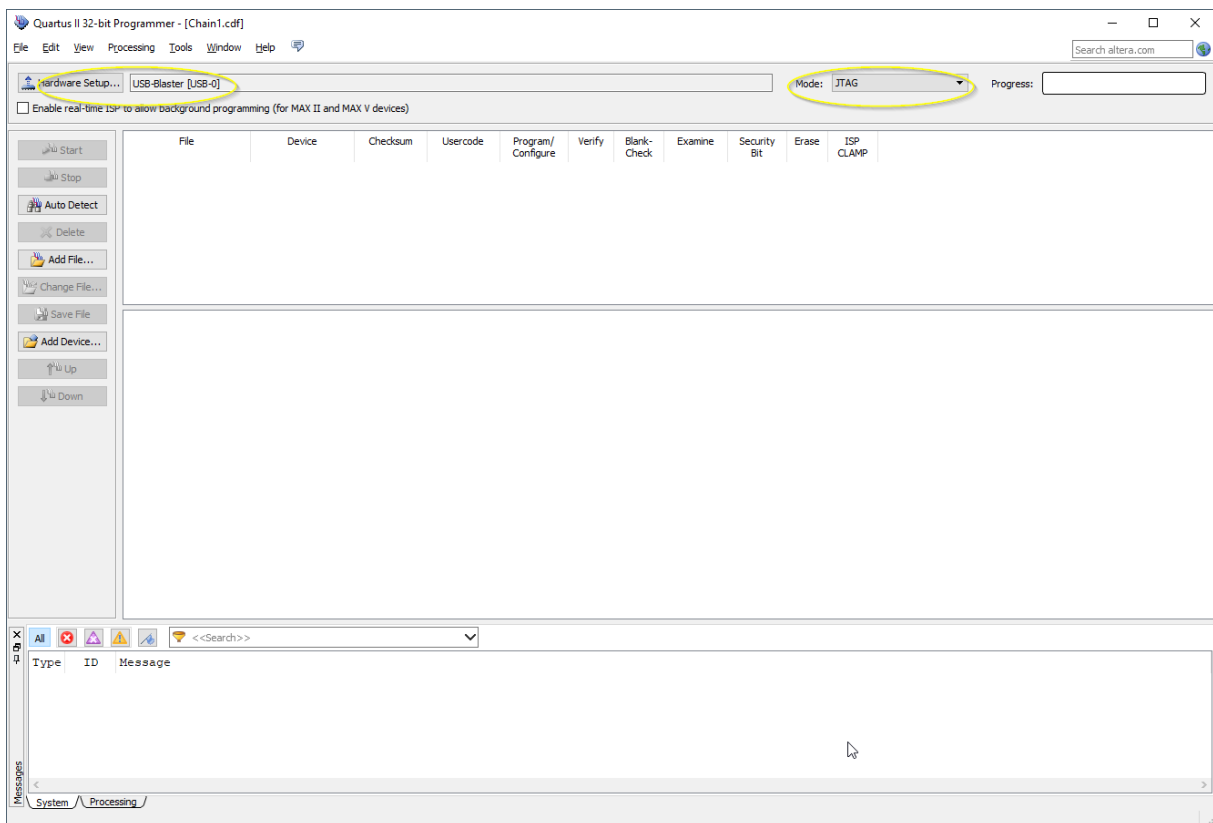 Quartus II 32-bit Programmer - [Chain1.cdf]
File Edit View Processing Tools Window Help
Search altera.com
Hardware Setup... USB-Blaster [USB-0] Mode: JTAG Progress:
Enable real-time ISP to allow background programming (for MAX II and MAX V devices)
Start
Stop
Auto Detect
Delete
Add File...
Change File...
Save File
Add Device...
Up
Down
File Device Checksum Usercode Program/ Verify Blank- Examine Security Erase ISP
Configure Check Bit CLAMP
All <<Search>>
Type ID Message
Messages
System Processing